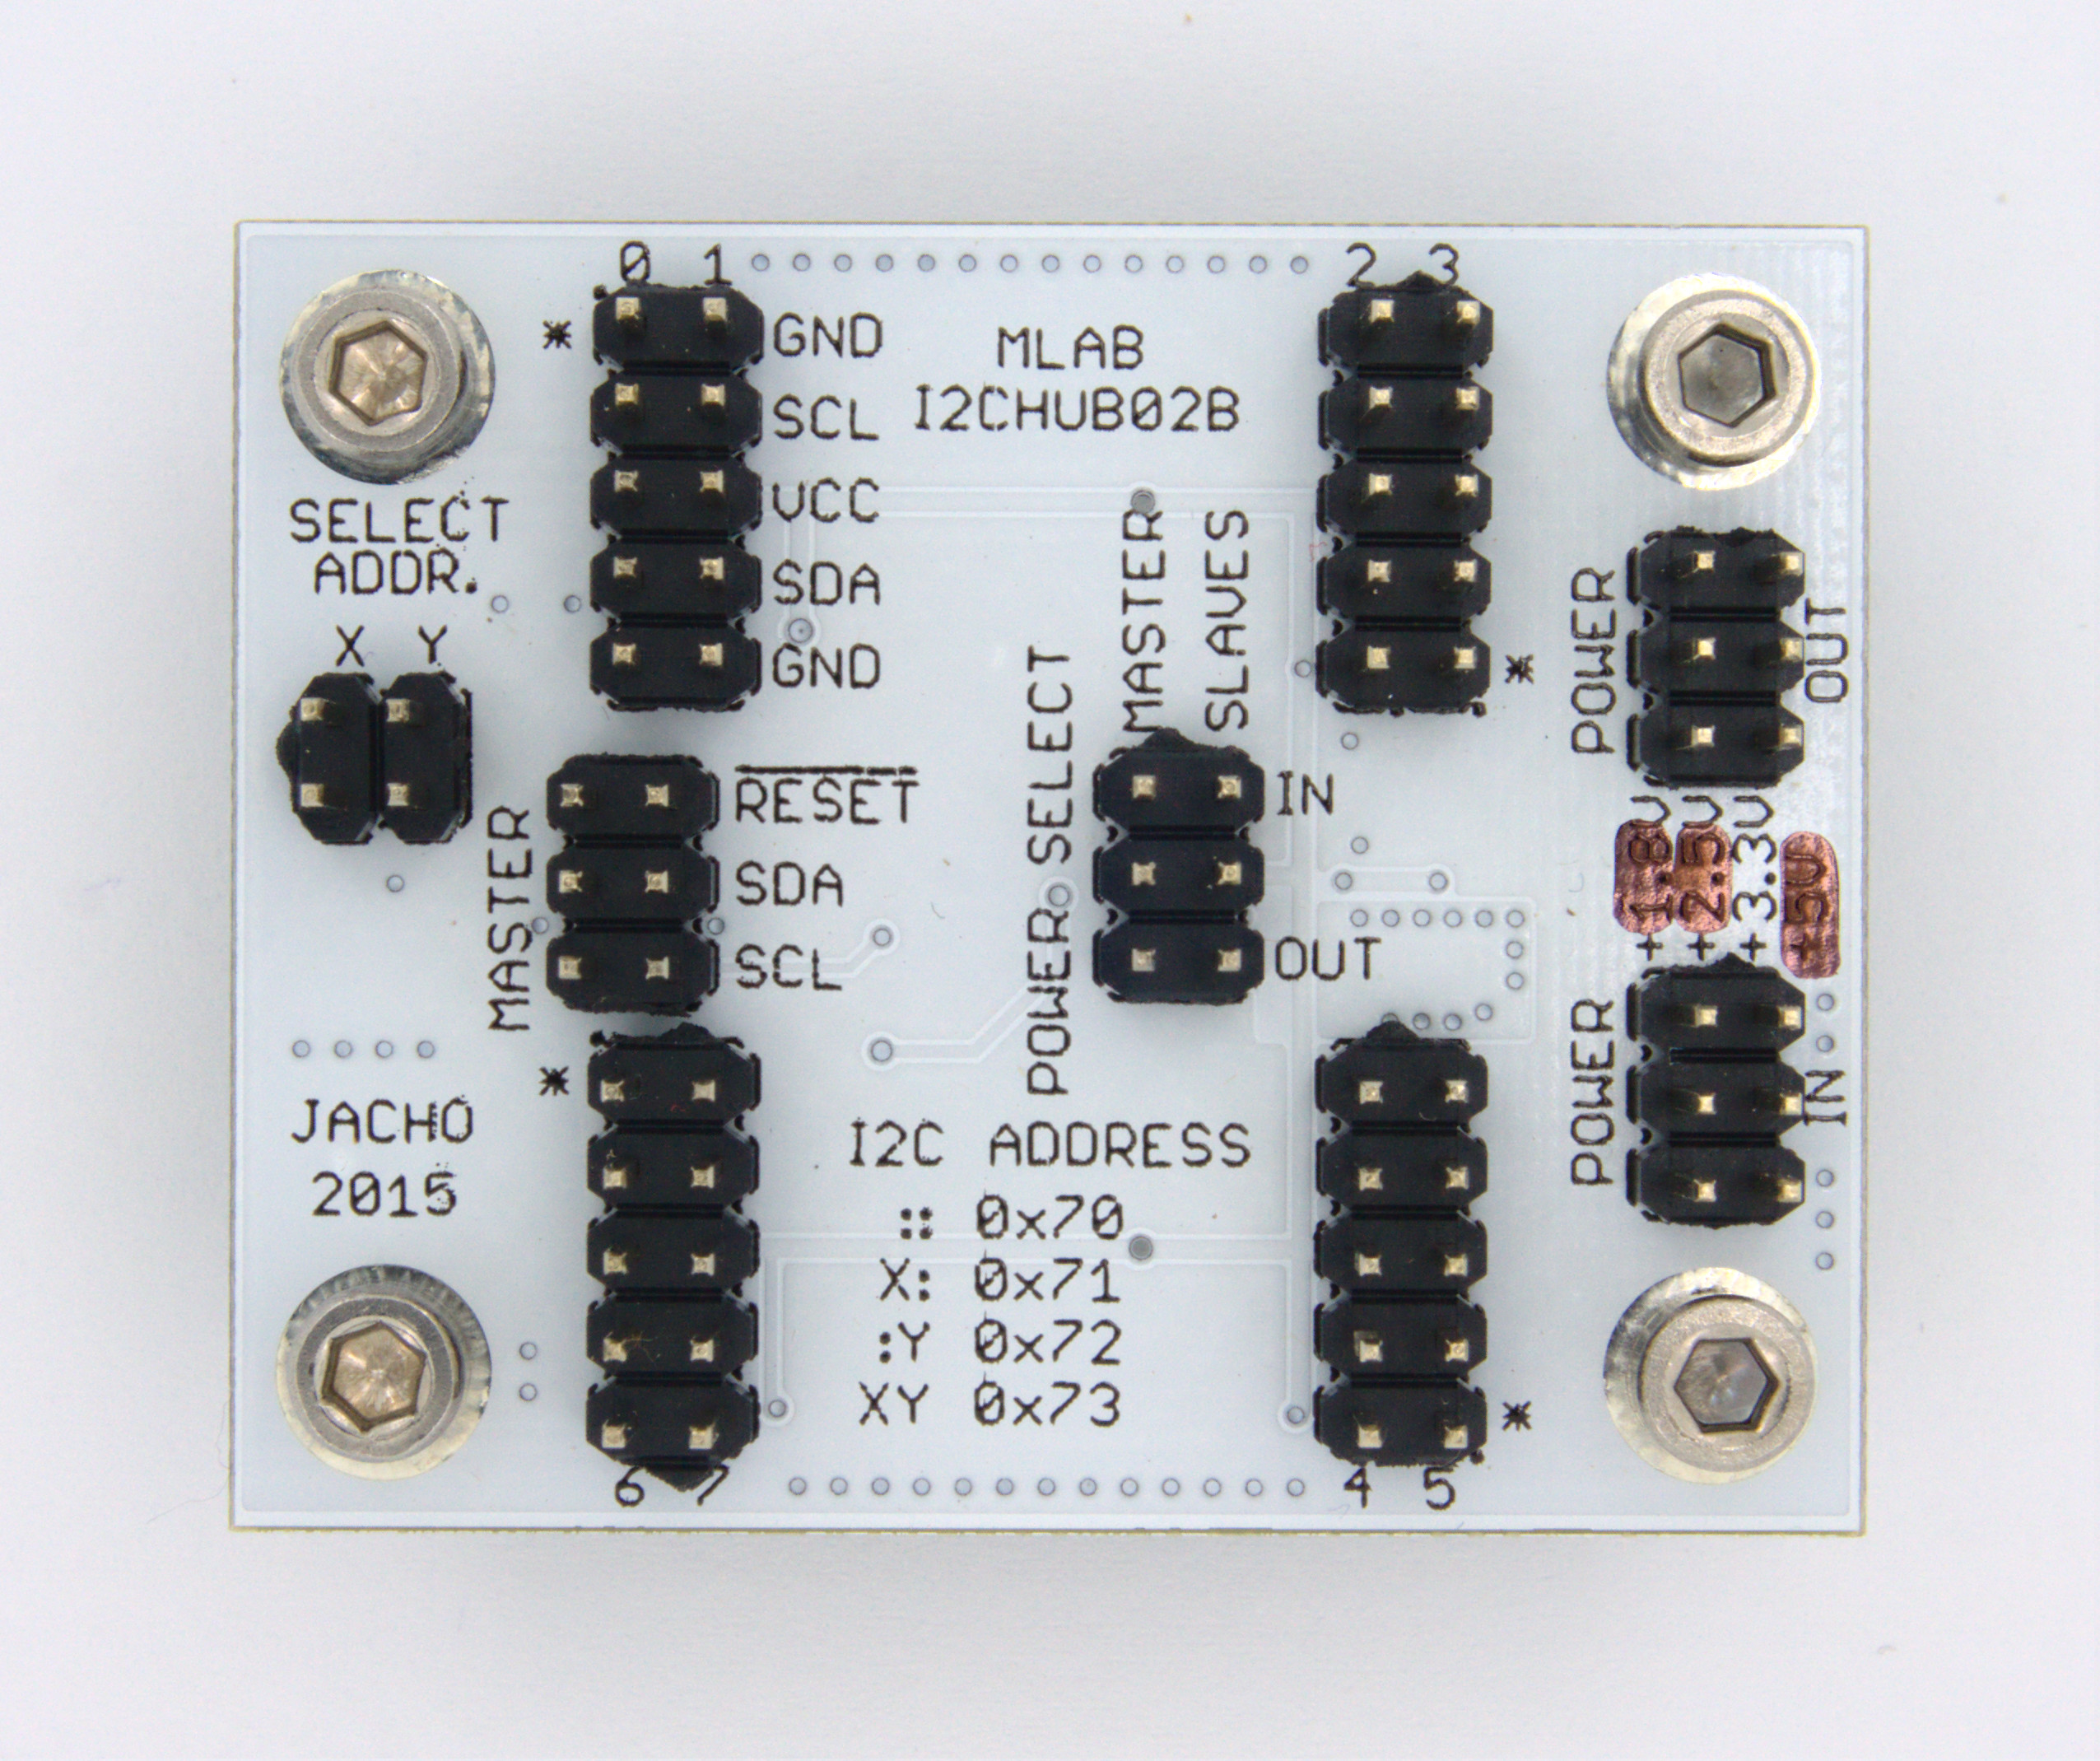 0 1
2 3
* GND
SCL
VCC
SDA
GND
MLAB
I2CHUB02B
*
SELECT
ADDR.
X Y
MASTER
RESET
SDA
SCL
POWER SELECT
MASTER
SLAVES
IN
OUT
POWER
OUT
+1.8V
+2.5V
+3.3V
+5V
POWER
IN
*
JACHO
2015
I2C ADDRESS
:: 0x70
X: 0x71
:Y 0x72
XY 0x73
*
6 7
4 5